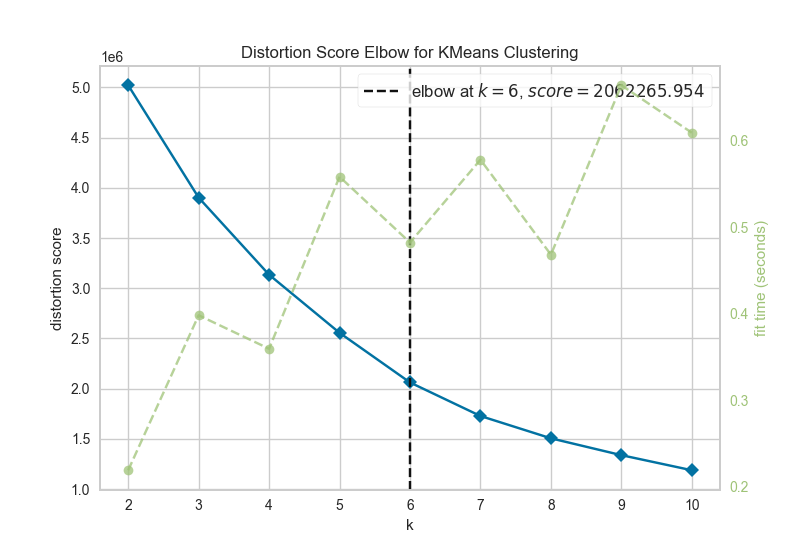 Distortion Score Elbow for KMeans Clustering
1e6
elbow at k = 6, score = 2062265.954
5.0
4.5
4.0
3.5
3.0
2.5
2.0
1.5
1.0
distortion score
0.6
0.5
0.4
0.3
0.2
fit time (seconds)
2 3 4 5 6 7 8 9 10
k